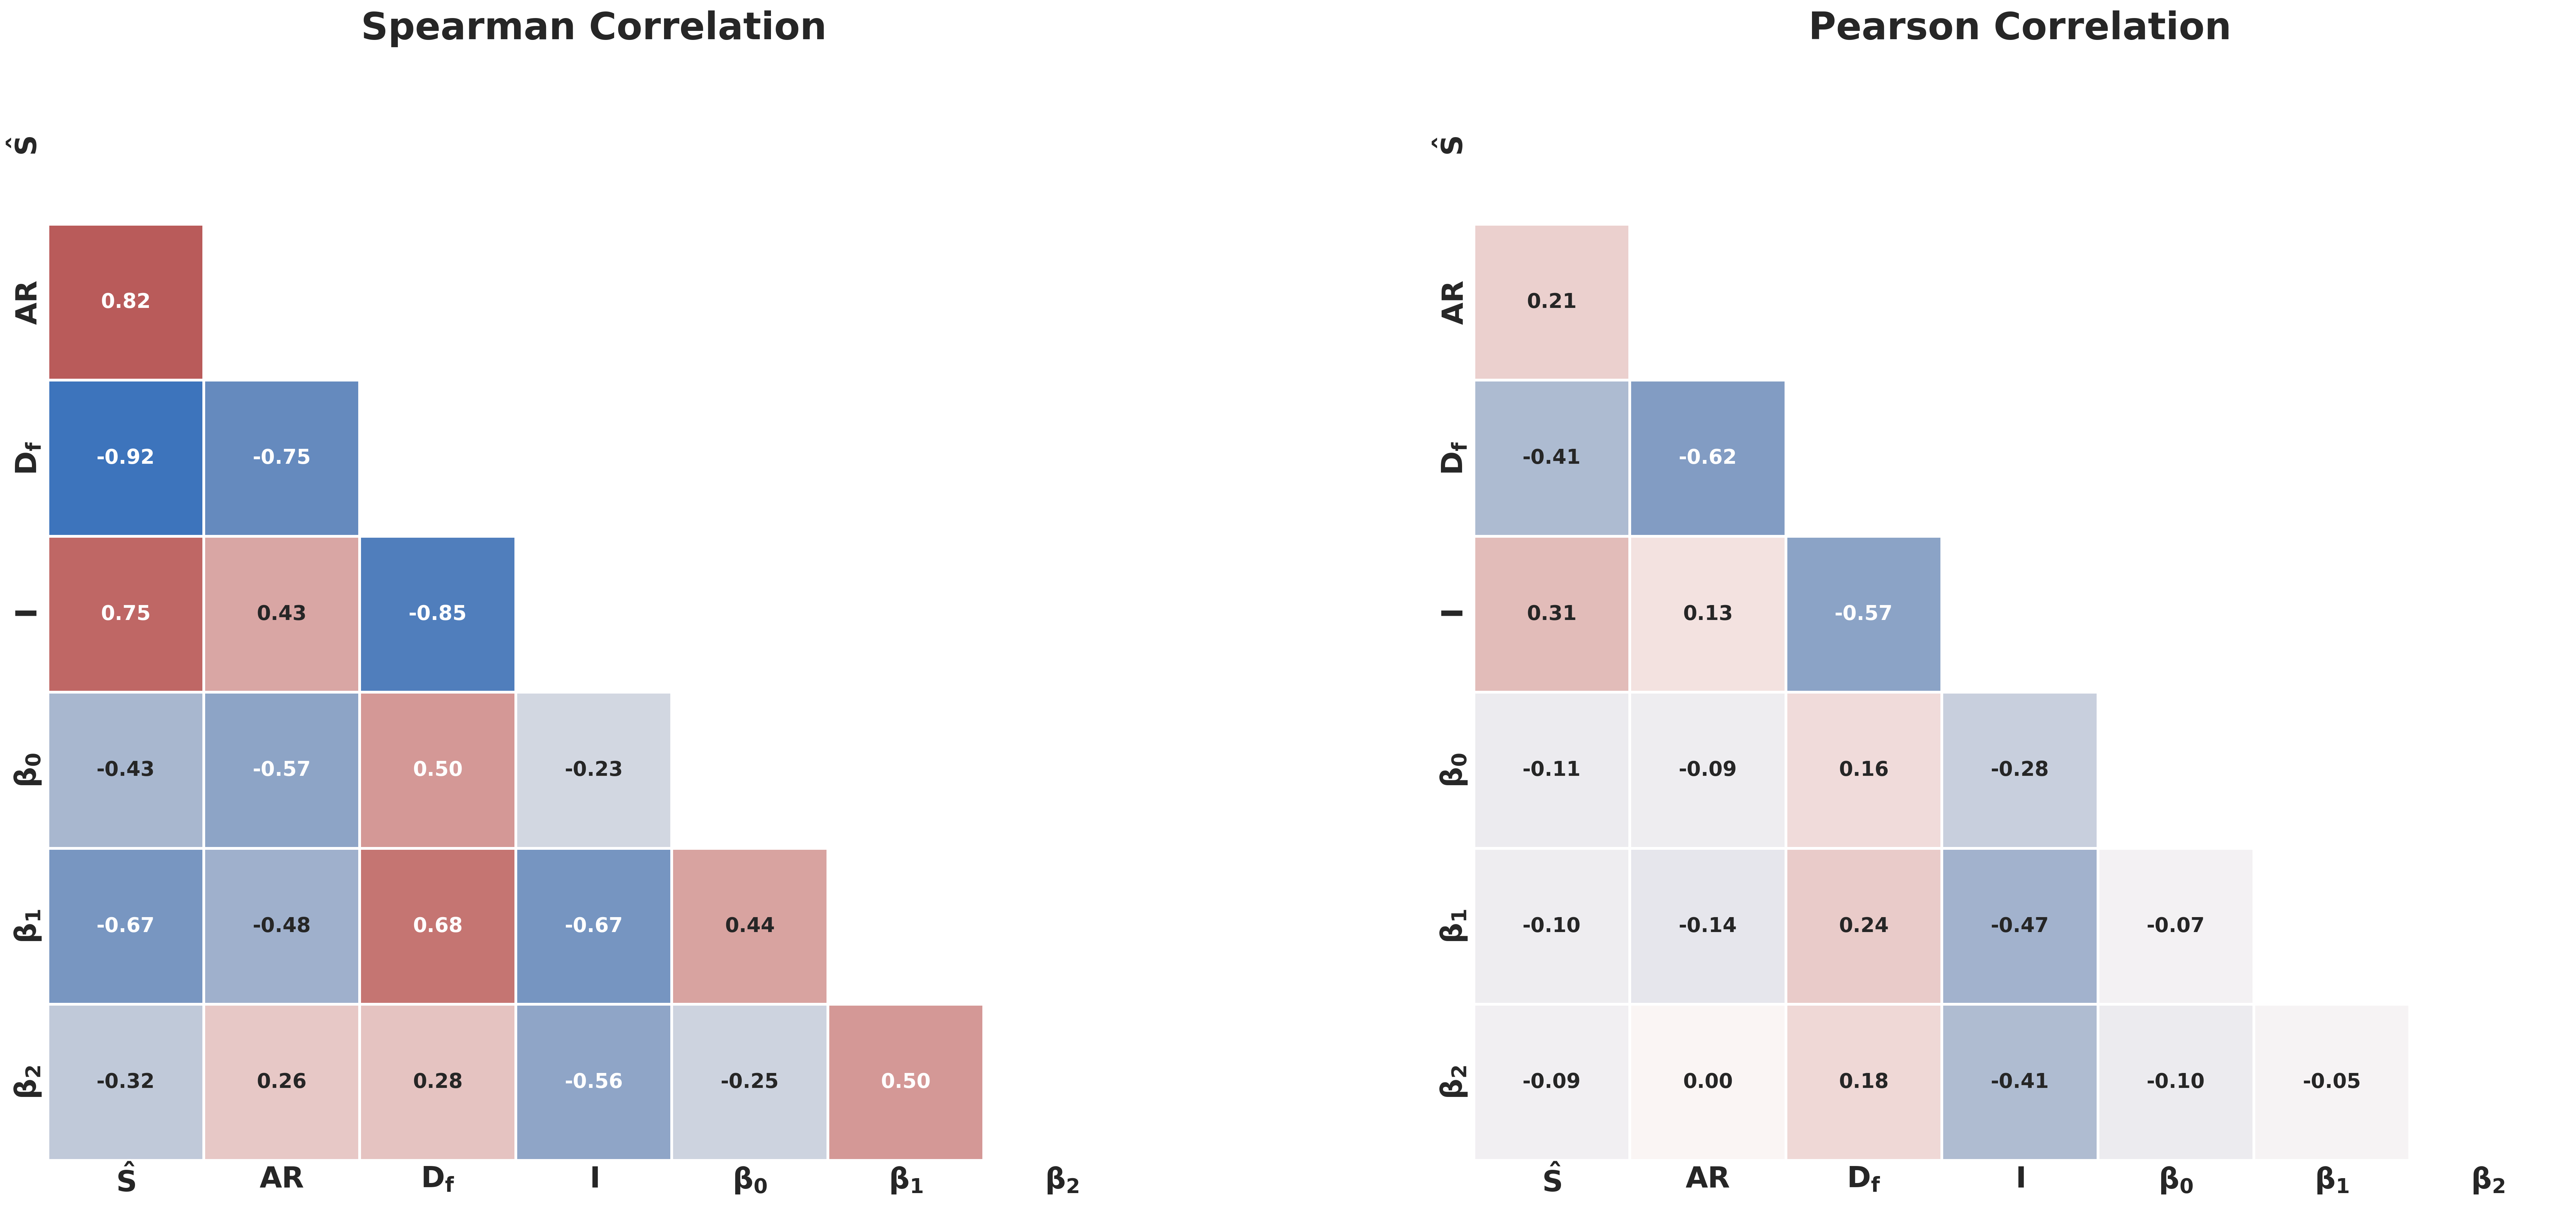 Spearman Correlation
Ŝ
AR 0.82
Df -0.92 -0.75
I 0.75 0.43 -0.85
β0 -0.43 -0.57 0.50 -0.23
β1 -0.67 -0.48 0.68 -0.67 0.44
β2 -0.32 0.26 0.28 -0.56 -0.25 0.50
Ŝ AR Df I β0 β1 β2
Pearson Correlation
Ŝ
AR 0.21
Df -0.41 -0.62
I 0.31 0.13 -0.57
β0 -0.11 -0.09 0.16 -0.28
β1 -0.10 -0.14 0.24 -0.47 -0.07
β2 -0.09 0.00 0.18 -0.41 -0.10 -0.05
Ŝ AR Df I β0 β1 β2